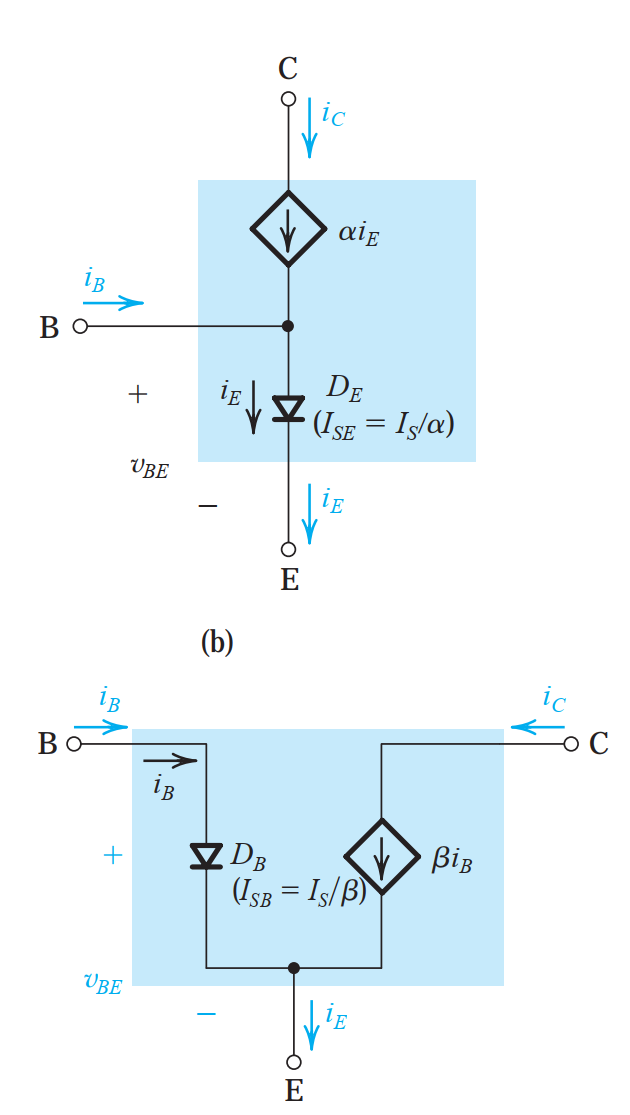 C
i_C
αi_E
i_B
B
+
i_E
D_E
(I_SE = I_S/α)
v_BE
−
i_E
E
(b)
i_B
i_C
B
C
i_B
+
D_B
βi_B
(I_SB = I_S/β)
v_BE
−
i_E
E